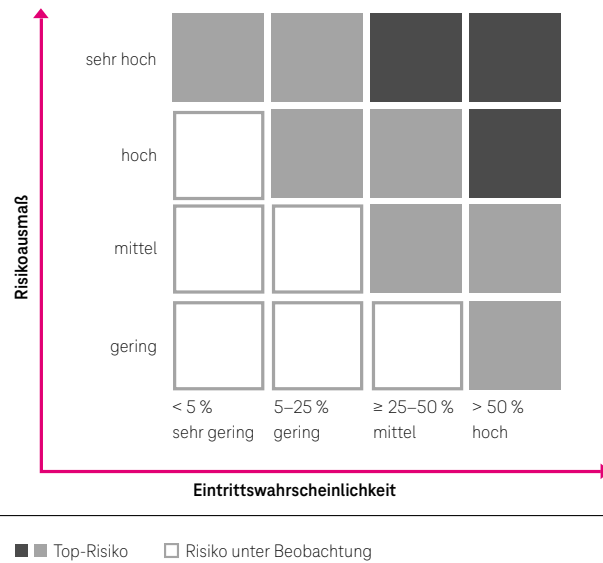 Risikoausmaß
sehr hoch
hoch
mittel
gering
< 5 % 5–25 % ≥ 25–50 % > 50 %
sehr gering gering mittel hoch
Eintrittswahrscheinlichkeit
Top-Risiko Risiko unter Beobachtung